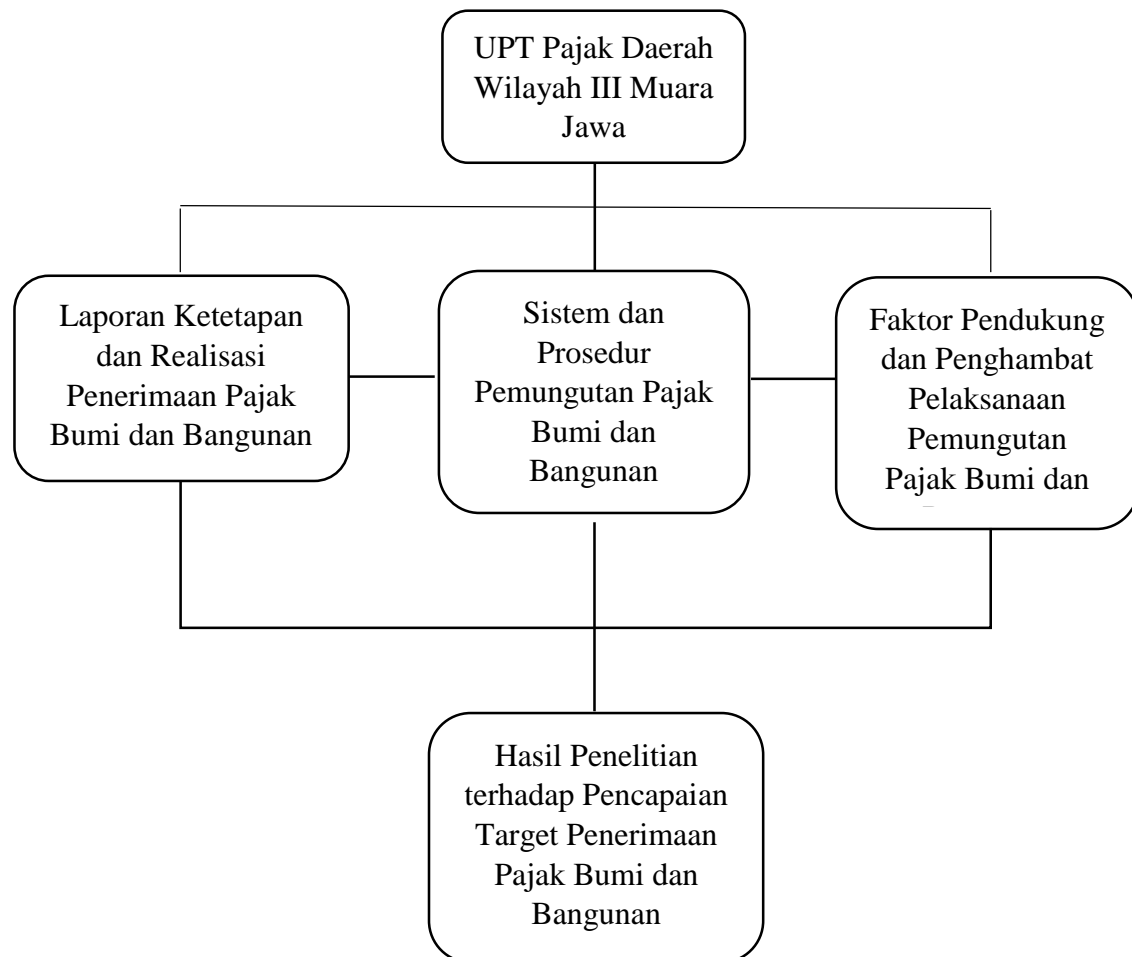 UPT Pajak Daerah
Wilayah III Muara
Jawa
Laporan Ketetapan
dan Realisasi
Penerimaan Pajak
Bumi dan Bangunan
Sistem dan
Prosedur
Pemungutan Pajak
Bumi dan
Bangunan
Faktor Pendukung
dan Penghambat
Pelaksanaan
Pemungutan
Pajak Bumi dan
Hasil Penelitian
terhadap Pencapaian
Target Penerimaan
Pajak Bumi dan
Bangunan